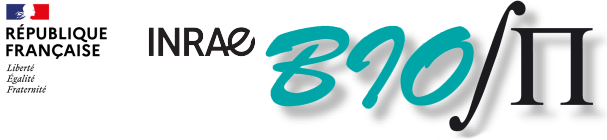 RÉPUBLIQUE
FRANÇAISE
Liberté
Égalité
Fraternité
INRAE
BIO∫Π